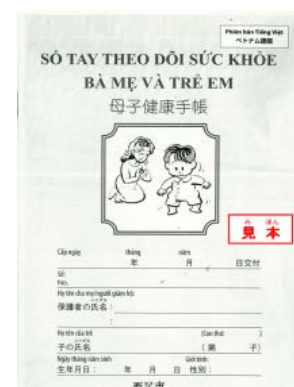 Phiên bản Tiếng Việt
ベトナム語版
SỔ TAY THEO DÕI SỨC KHỎE
BÀ MẸ VÀ TRẺ EM
母子健康手帳
み ほん
見本
Cấp ngày tháng năm
年 月 日交付
Số:
No.
Họ tên cha mẹ/người giám hộ:
保護者の氏名:
Họ tên của trẻ (Con thứ: )
子の氏名 (第 子)
Ngày tháng năm sinh Giới tính:
生年月日: 年 月 日 性別: